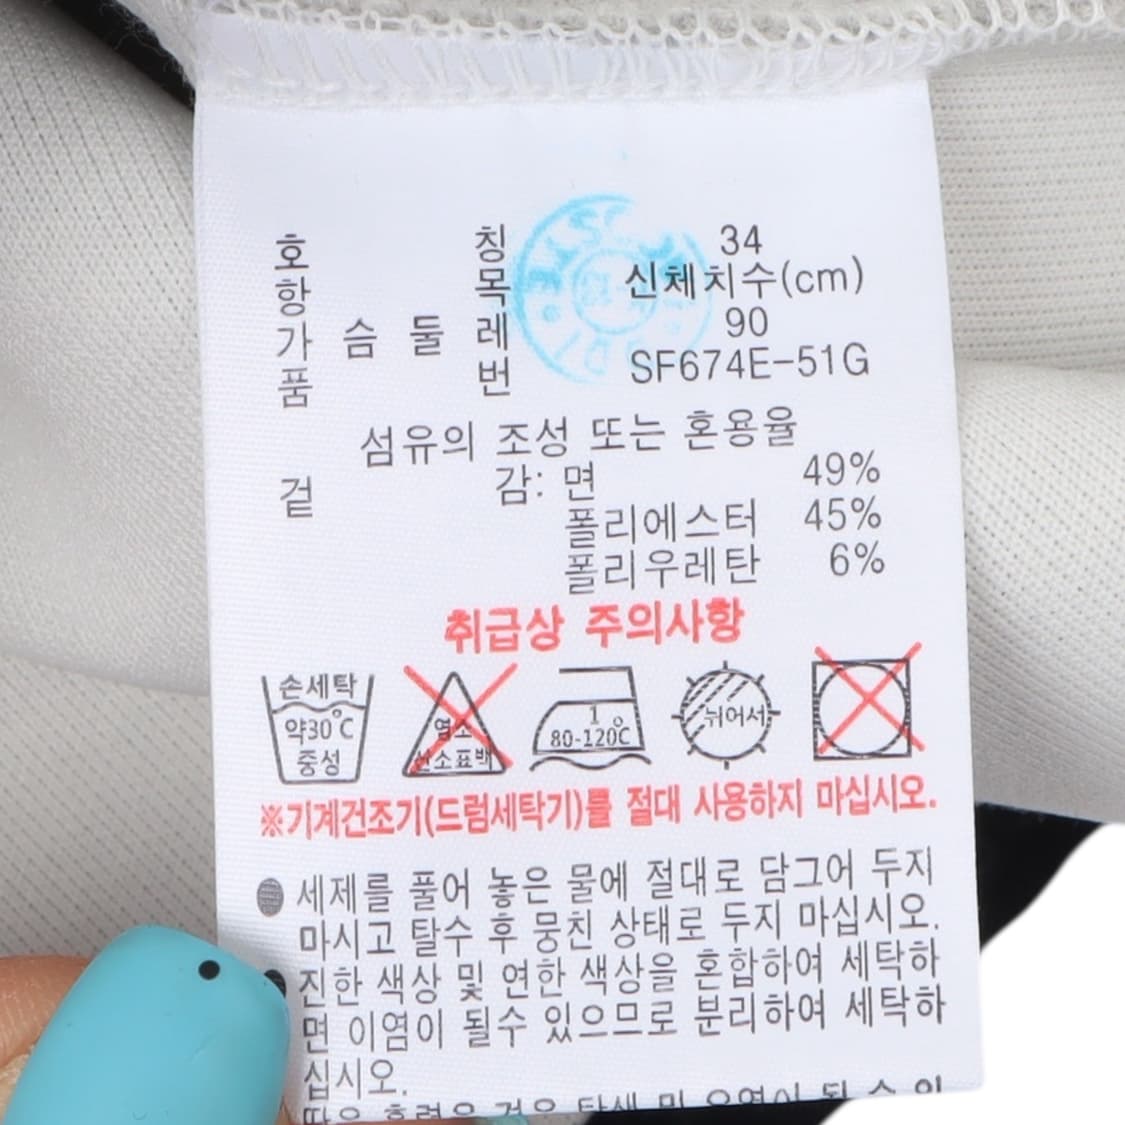 호 칭 34
항 목 신체치수(cm)
가 슴 둘 레 90
품 번 SF674E-51G
섬유의 조성 또는 혼용율
겉 감: 면 49%
폴리에스터 45%
폴리우레탄 6%
취급상 주의사항
손세탁
약30℃
중성
염소
산소표백
1
80-120℃
뉘어서
※기계건조기(드럼세탁기)를 절대 사용하지 마십시오.
세제를 풀어 놓은 물에 절대로 담그어 두지
마시고 탈수 후 뭉친 상태로 두지 마십시오.
진한 색상 및 연한 색상을 혼합하여 세탁하
면 이염이 될수 있으므로 분리하여 세탁하
십시오.